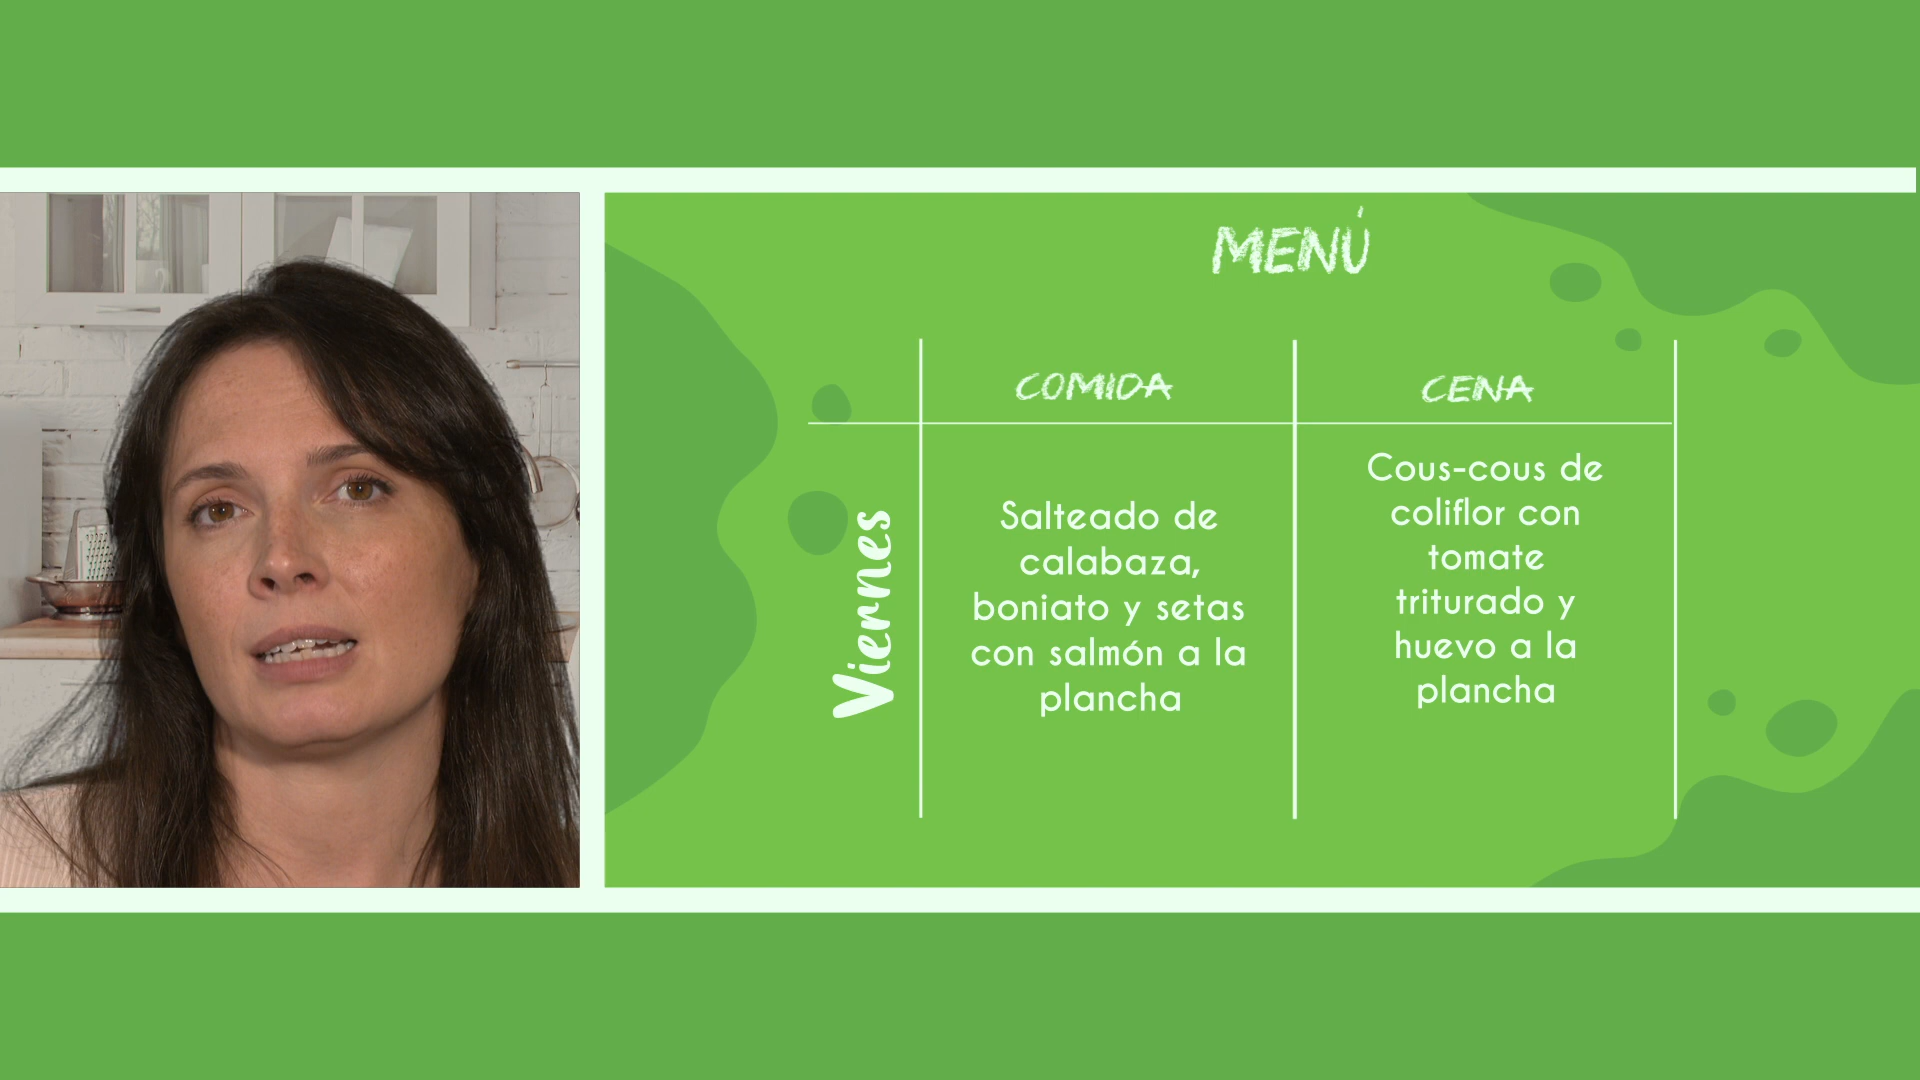 MENÚ
COMIDA
CENA
Viernes
Salteado de
calabaza,
boniato y setas
con salmón a la
plancha
Cous-cous de
coliflor con
tomate
triturado y
huevo a la
plancha